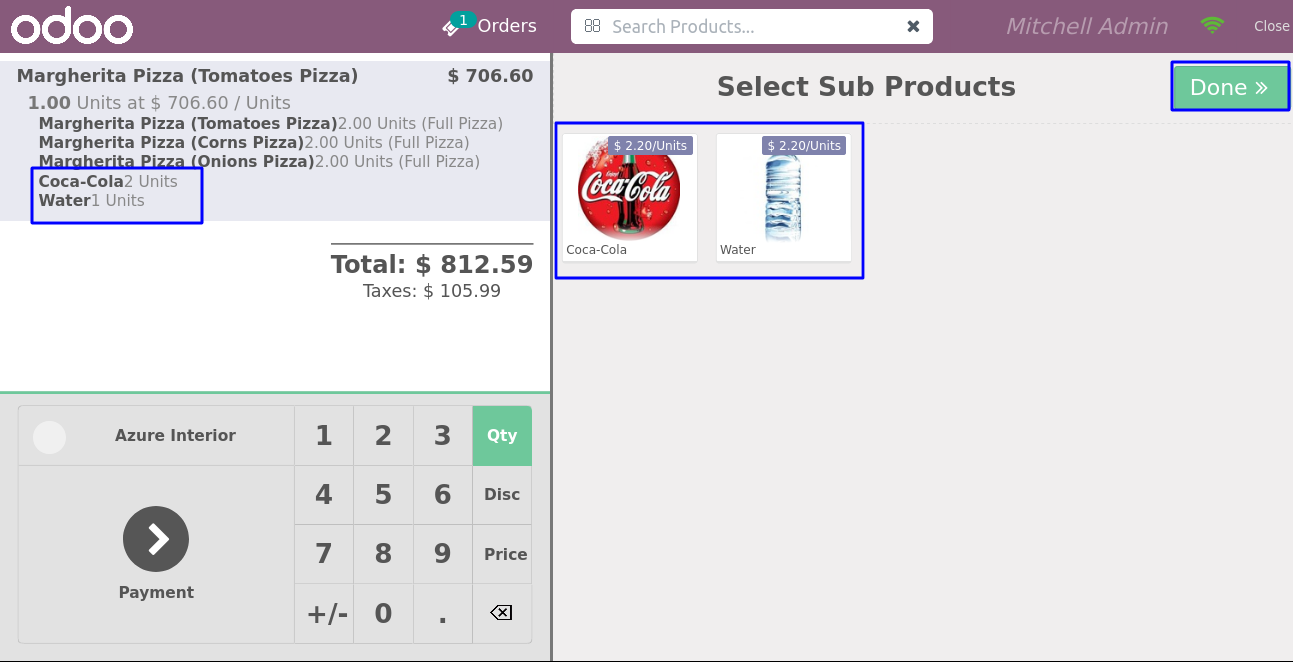 odoo
1 Orders
Search Products...
Mitchell Admin
Close
Margherita Pizza (Tomatoes Pizza) $ 706.60
1.00 Units at $ 706.60 / Units
Margherita Pizza (Tomatoes Pizza)2.00 Units (Full Pizza)
Margherita Pizza (Corns Pizza)2.00 Units (Full Pizza)
Margherita Pizza (Onions Pizza)2.00 Units (Full Pizza)
Coca-Cola2 Units
Water1 Units
Total: $ 812.59
Taxes: $ 105.99
Azure Interior
Payment
1 2 3 Qty
4 5 6 Disc
7 8 9 Price
+/- 0 .
Select Sub Products
Done »
$ 2.20/Units
Coca-Cola
Coca-Cola
$ 2.20/Units
Water